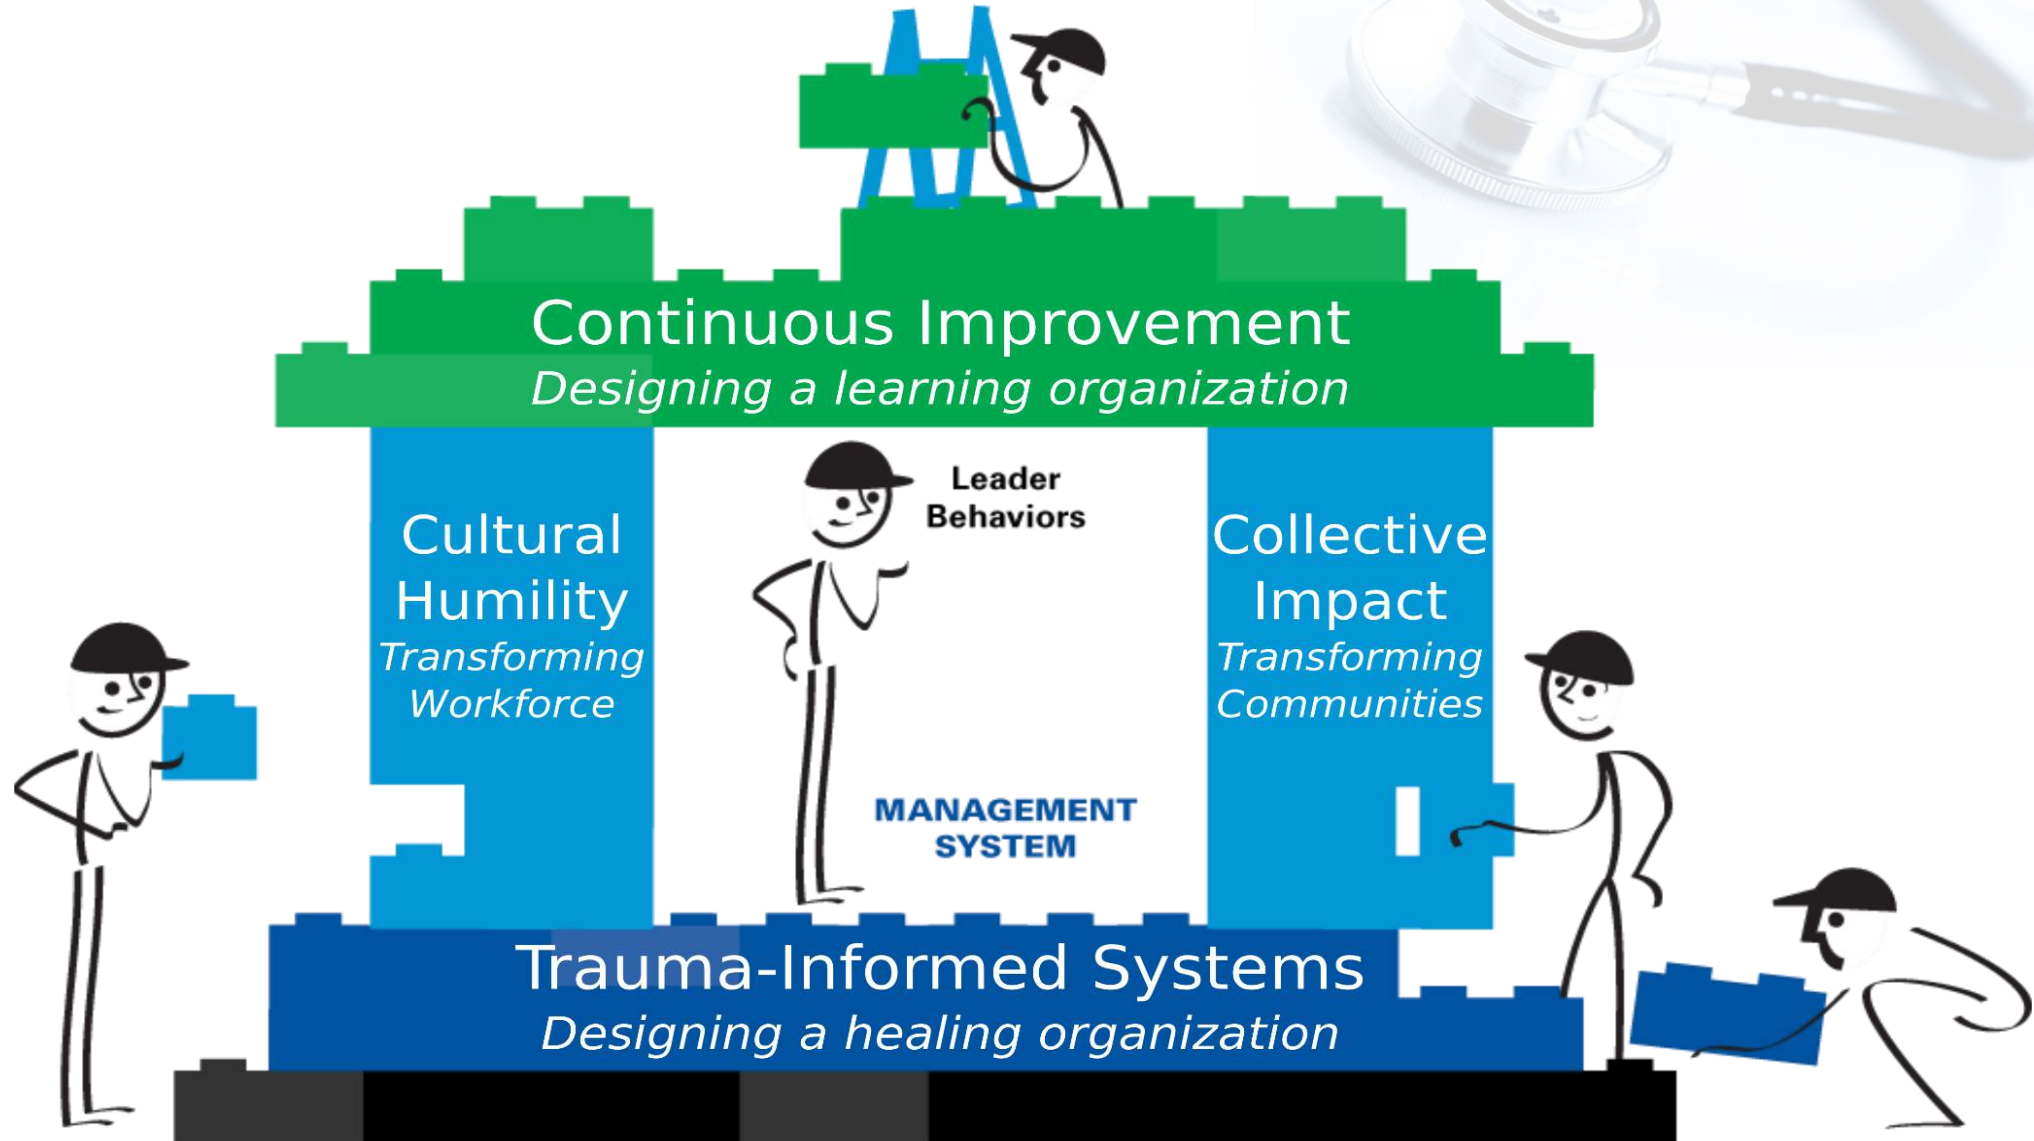 Continuous Improvement
Designing a learning organization
Leader
Behaviors
Cultural
Humility
Transforming
Workforce
Collective
Impact
Transforming
Communities
MANAGEMENT
SYSTEM
Trauma-Informed Systems
Designing a healing organization